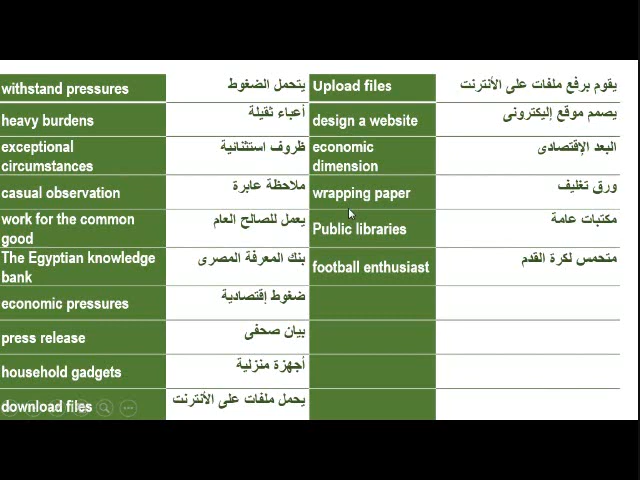 withstand pressures
يتحمل الضغوط
Upload files
يقوم برفع ملفات على الأنترنت
heavy burdens
أعباء ثقيلة
design a website
يصمم موقع إليكترونى
exceptional
circumstances
ظروف استثنائية
economic
dimension
البعد الإقتصادى
casual observation
ملاحظة عابرة
wrapping paper
ورق تغليف
work for the common
good
يعمل للصالح العام
Public libraries
مكتبات عامة
The Egyptian knowledge
bank
بنك المعرفة المصرى
football enthusiast
متحمس لكرة القدم
economic pressures
ضغوط إقتصادية
press release
بيان صحفى
household gadgets
أجهزة منزلية
download files
يحمل ملفات على الأنترنت